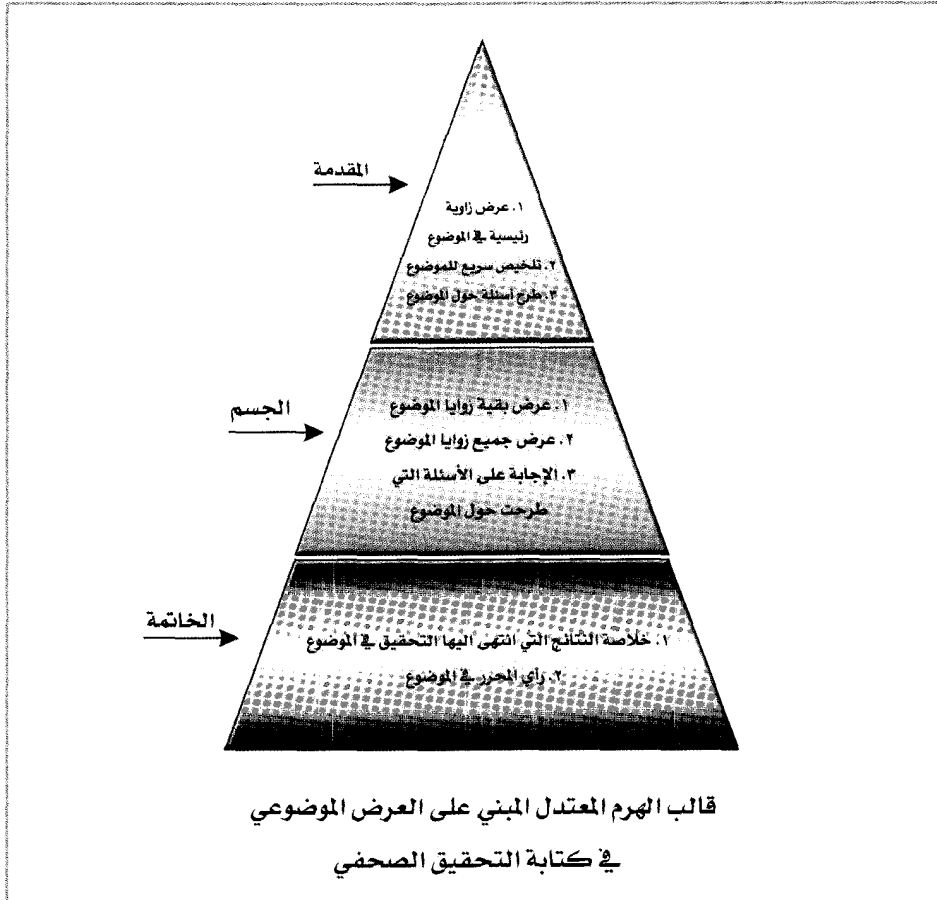 المقدمة
١. عرض زاوية
رئيسية في الموضوع
٢. تلخيص سريع للموضوع
٣. طرح أسئلة حول الموضوع
الجسم
١. عرض بقية زوايا الموضوع
٢. عرض جميع زوايا الموضوع
٣. الإجابة على الأسئلة التي
طرحت حول الموضوع
الخاتمة
١. خلاصة النتائج التي انتهى اليها التحقيق في الموضوع
٢. رأي المحرر في الموضوع
قالب الهرم المعتدل المبني على العرض الموضوعي
في كتابة التحقيق الصحفي